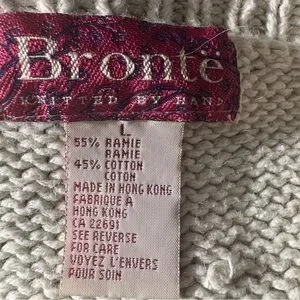 Brontë
KNITTED BY HAND
L
55% RAMIE
RAMIE
45% COTTON
COTON
MADE IN HONG KONG
FABRIQUE A
HONG KONG
CA 22691
SEE REVERSE
FOR CARE
VOYEZ L'ENVERS
POUR SOIN